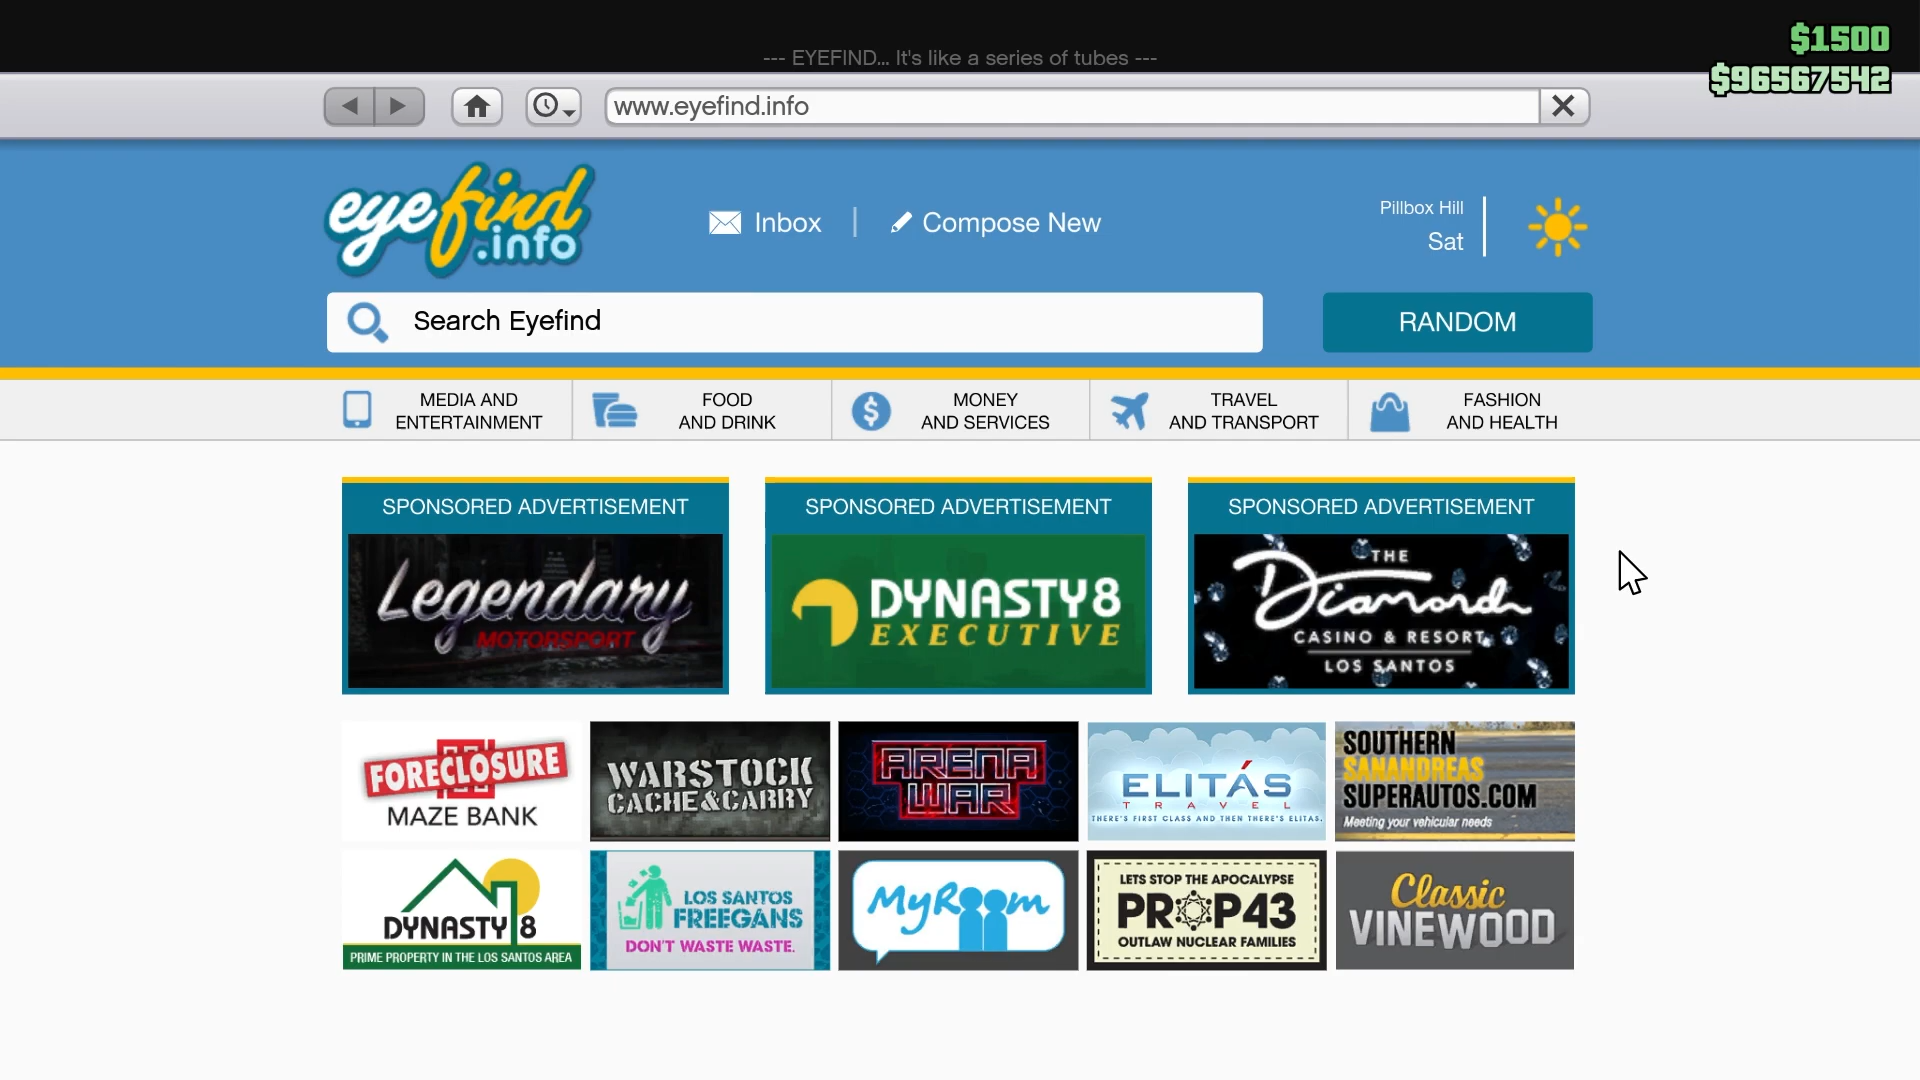 $1500
--- EYEFIND... It's like a series of tubes ---
$96567542
www.eyefind.info
eyefind
.info
Inbox
Compose New
Pillbox Hill
Sat
Search Eyefind
RANDOM
MEDIA AND
ENTERTAINMENT
FOOD
AND DRINK
MONEY
AND SERVICES
TRAVEL
AND TRANSPORT
FASHION
AND HEALTH
SPONSORED ADVERTISEMENT
Legendary
MOTORSPORT
SPONSORED ADVERTISEMENT
DYNASTY8
EXECUTIVE
SPONSORED ADVERTISEMENT
THE
Diamond
CASINO & RESORT
LOS SANTOS
FORECLOSURE
MAZE BANK
WARSTOCK
CACHE&CARRY
ARENA
WAR
ELITÁS
TRAVEL
THERE'S FIRST CLASS AND THEN THERE'S ELITAS.
SOUTHERN
SANANDREAS
SUPERAUTOS.COM
Meeting your vehicular needs
DYNASTY 8
PRIME PROPERTY IN THE LOS SANTOS AREA
LOS SANTOS
FREEGANS
DON'T WASTE WASTE.
MyRoom
LETS STOP THE APOCALYPSE
PROP43
OUTLAW NUCLEAR FAMILIES
Classic
VINEWOOD